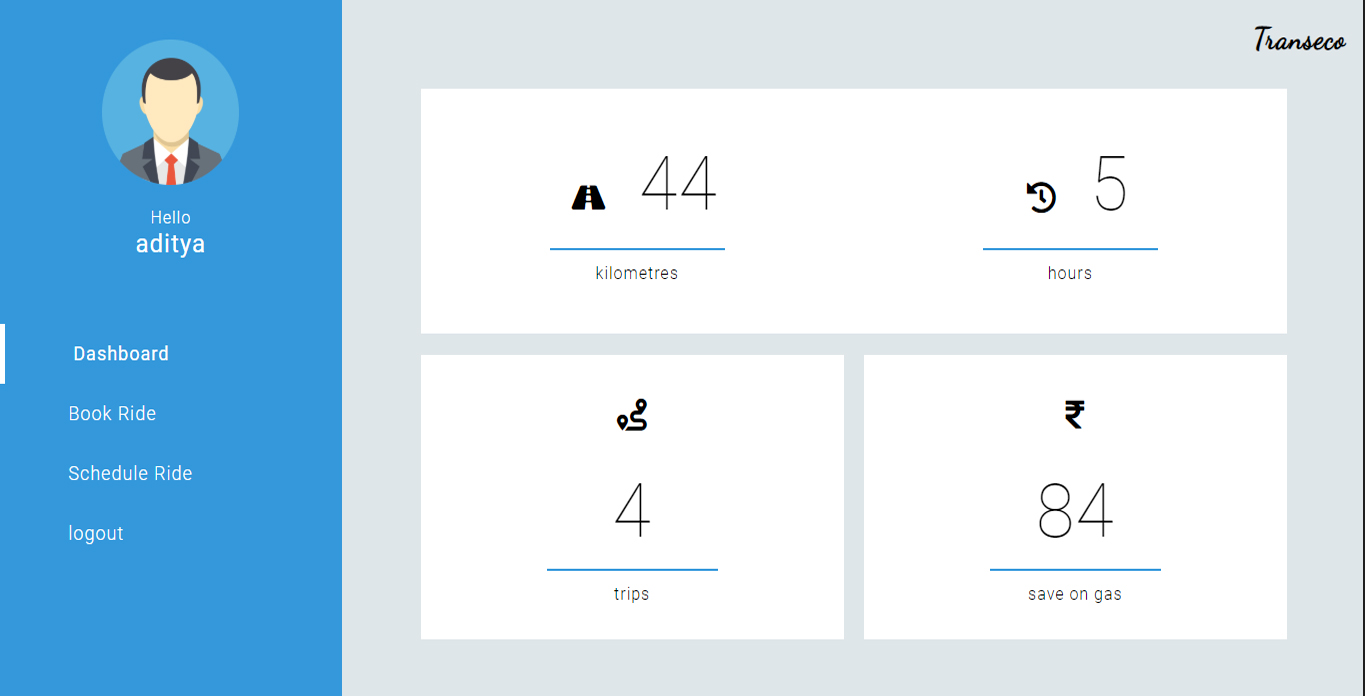 Hello
aditya
Dashboard
Book Ride
Schedule Ride
logout
Transeco
44
kilometres
5
hours
4
trips
₹
84
save on gas